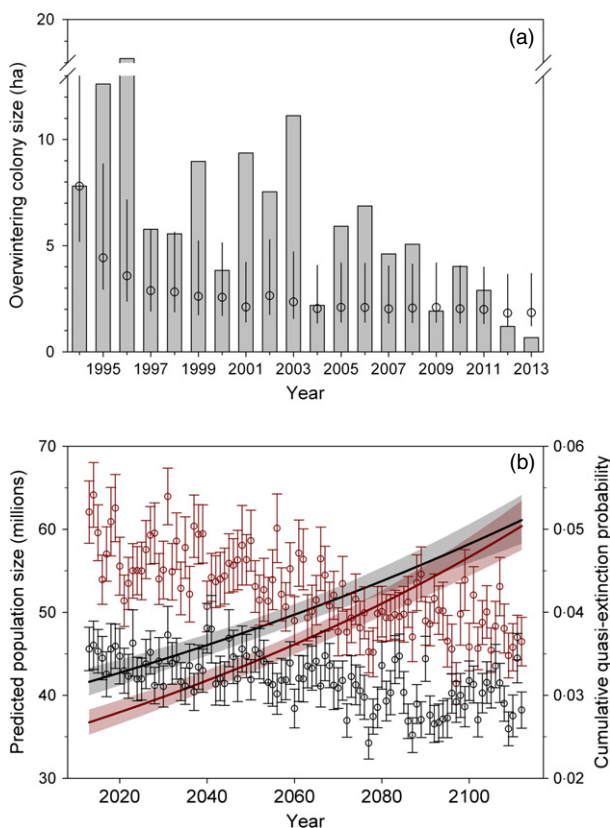 (a)
Overwintering colony size (ha)
20
10
5
0
1995 1997 1999 2001 2003 2005 2007 2009 2011 2013
Year
(b)
Predicted population size (millions)
70
60
50
40
30
0·06
0·05
0·04
0·03
0·02
Cumulative quasi-extinction probability
2020 2040 2060 2080 2100
Year